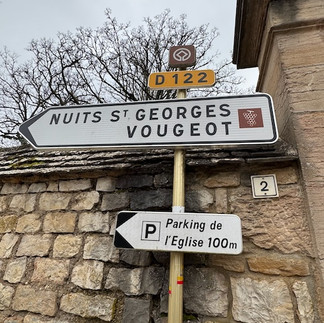 D 122
NUITS ST GEORGES
VOUGEOT
2
P
Parking de
l'Eglise 100m